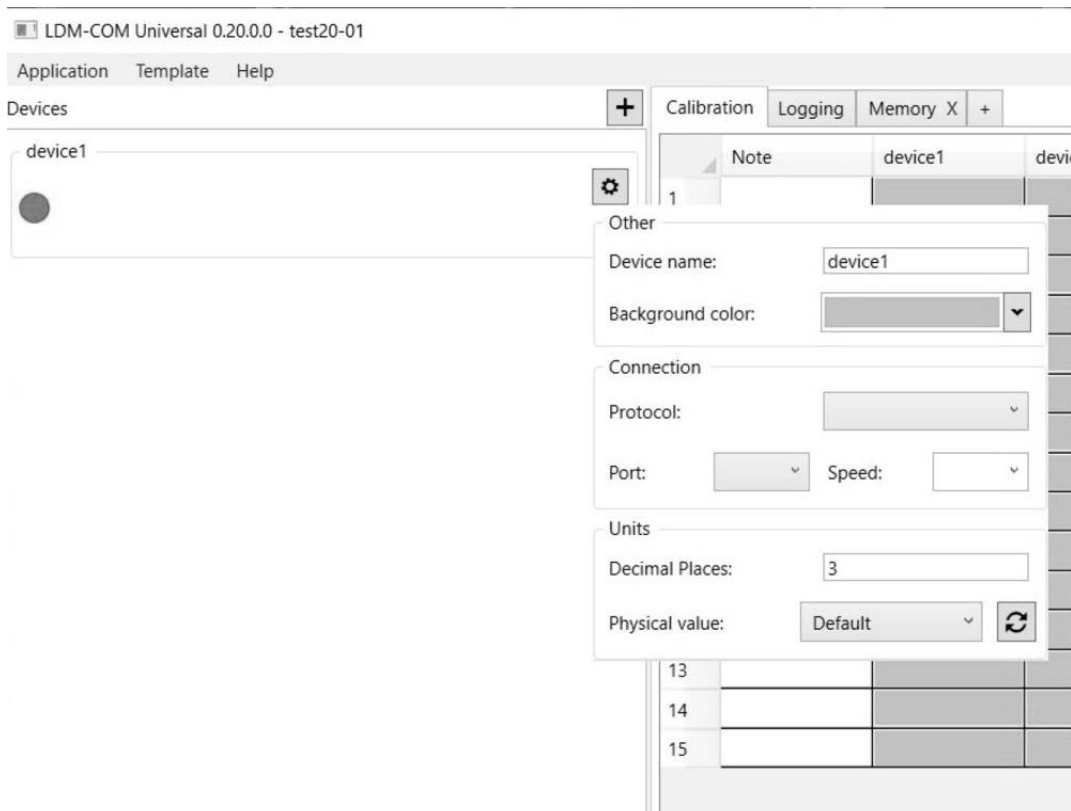 LDM-COM Universal 0.20.0.0 - test20-01
Application Template Help
Devices
+
Calibration Logging Memory X +
device1
Note device1 devi
1
Other
Device name: device1
Background color:
Connection
Protocol:
Port: Speed:
Units
Decimal Places: 3
Physical value: Default
13
14
15